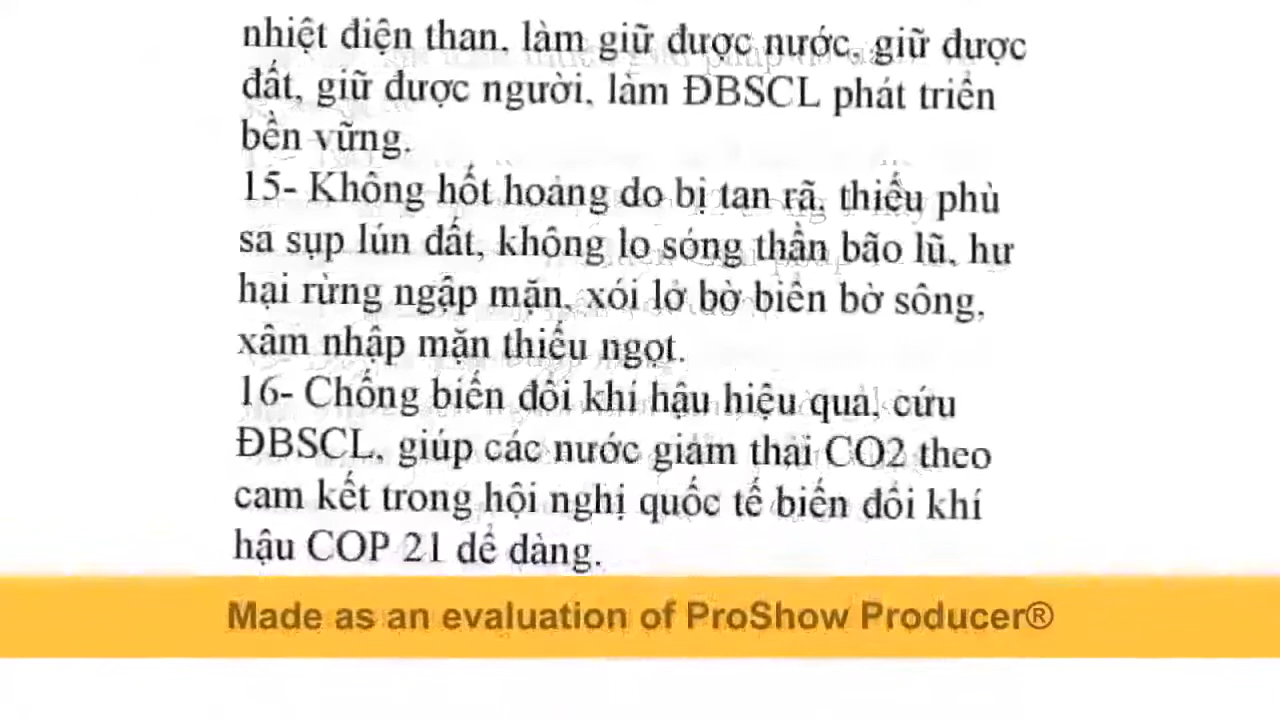 nhiệt điện than, làm giữ được nước, giữ được
đất, giữ được người, làm ĐBSCL phát triển
bền vững.
15- Không hốt hoảng do bị tan rã, thiếu phù
sa sụp lún đất, không lo sóng thần bão lũ, hư
hại rừng ngập mặn, xói lở bờ biển bờ sông,
xâm nhập mặn thiếu ngọt.
16- Chống biến đổi khí hậu hiệu quả, cứu
ĐBSCL, giúp các nước giảm thải CO2 theo
cam kết trong hội nghị quốc tế biến đổi khí
hậu COP 21 dể dàng.
Made as an evaluation of ProShow Producer®